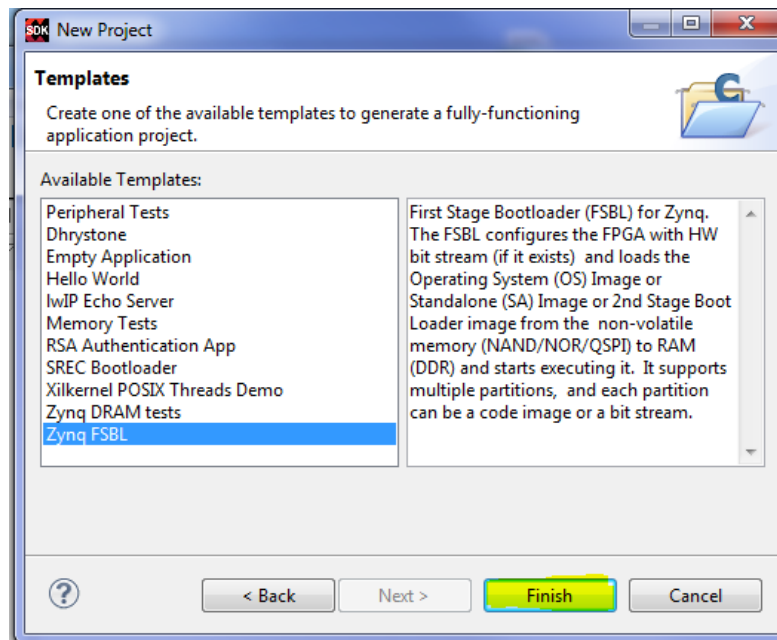 SDK New Project
Templates
Create one of the available templates to generate a fully-functioning
application project.
Available Templates:
Peripheral Tests
Dhrystone
Empty Application
Hello World
lwIP Echo Server
Memory Tests
RSA Authentication App
SREC Bootloader
Xilkernel POSIX Threads Demo
Zynq DRAM tests
Zynq FSBL
First Stage Bootloader (FSBL) for Zynq.
The FSBL configures the FPGA with HW
bit stream (if it exists)  and loads the
Operating System (OS) Image or
Standalone (SA) Image or 2nd Stage Boot
Loader image from the  non-volatile
memory (NAND/NOR/QSPI) to RAM
(DDR) and starts executing it.  It supports
multiple partitions,  and each partition
can be a code image or a bit stream.
? < Back Next > Finish Cancel